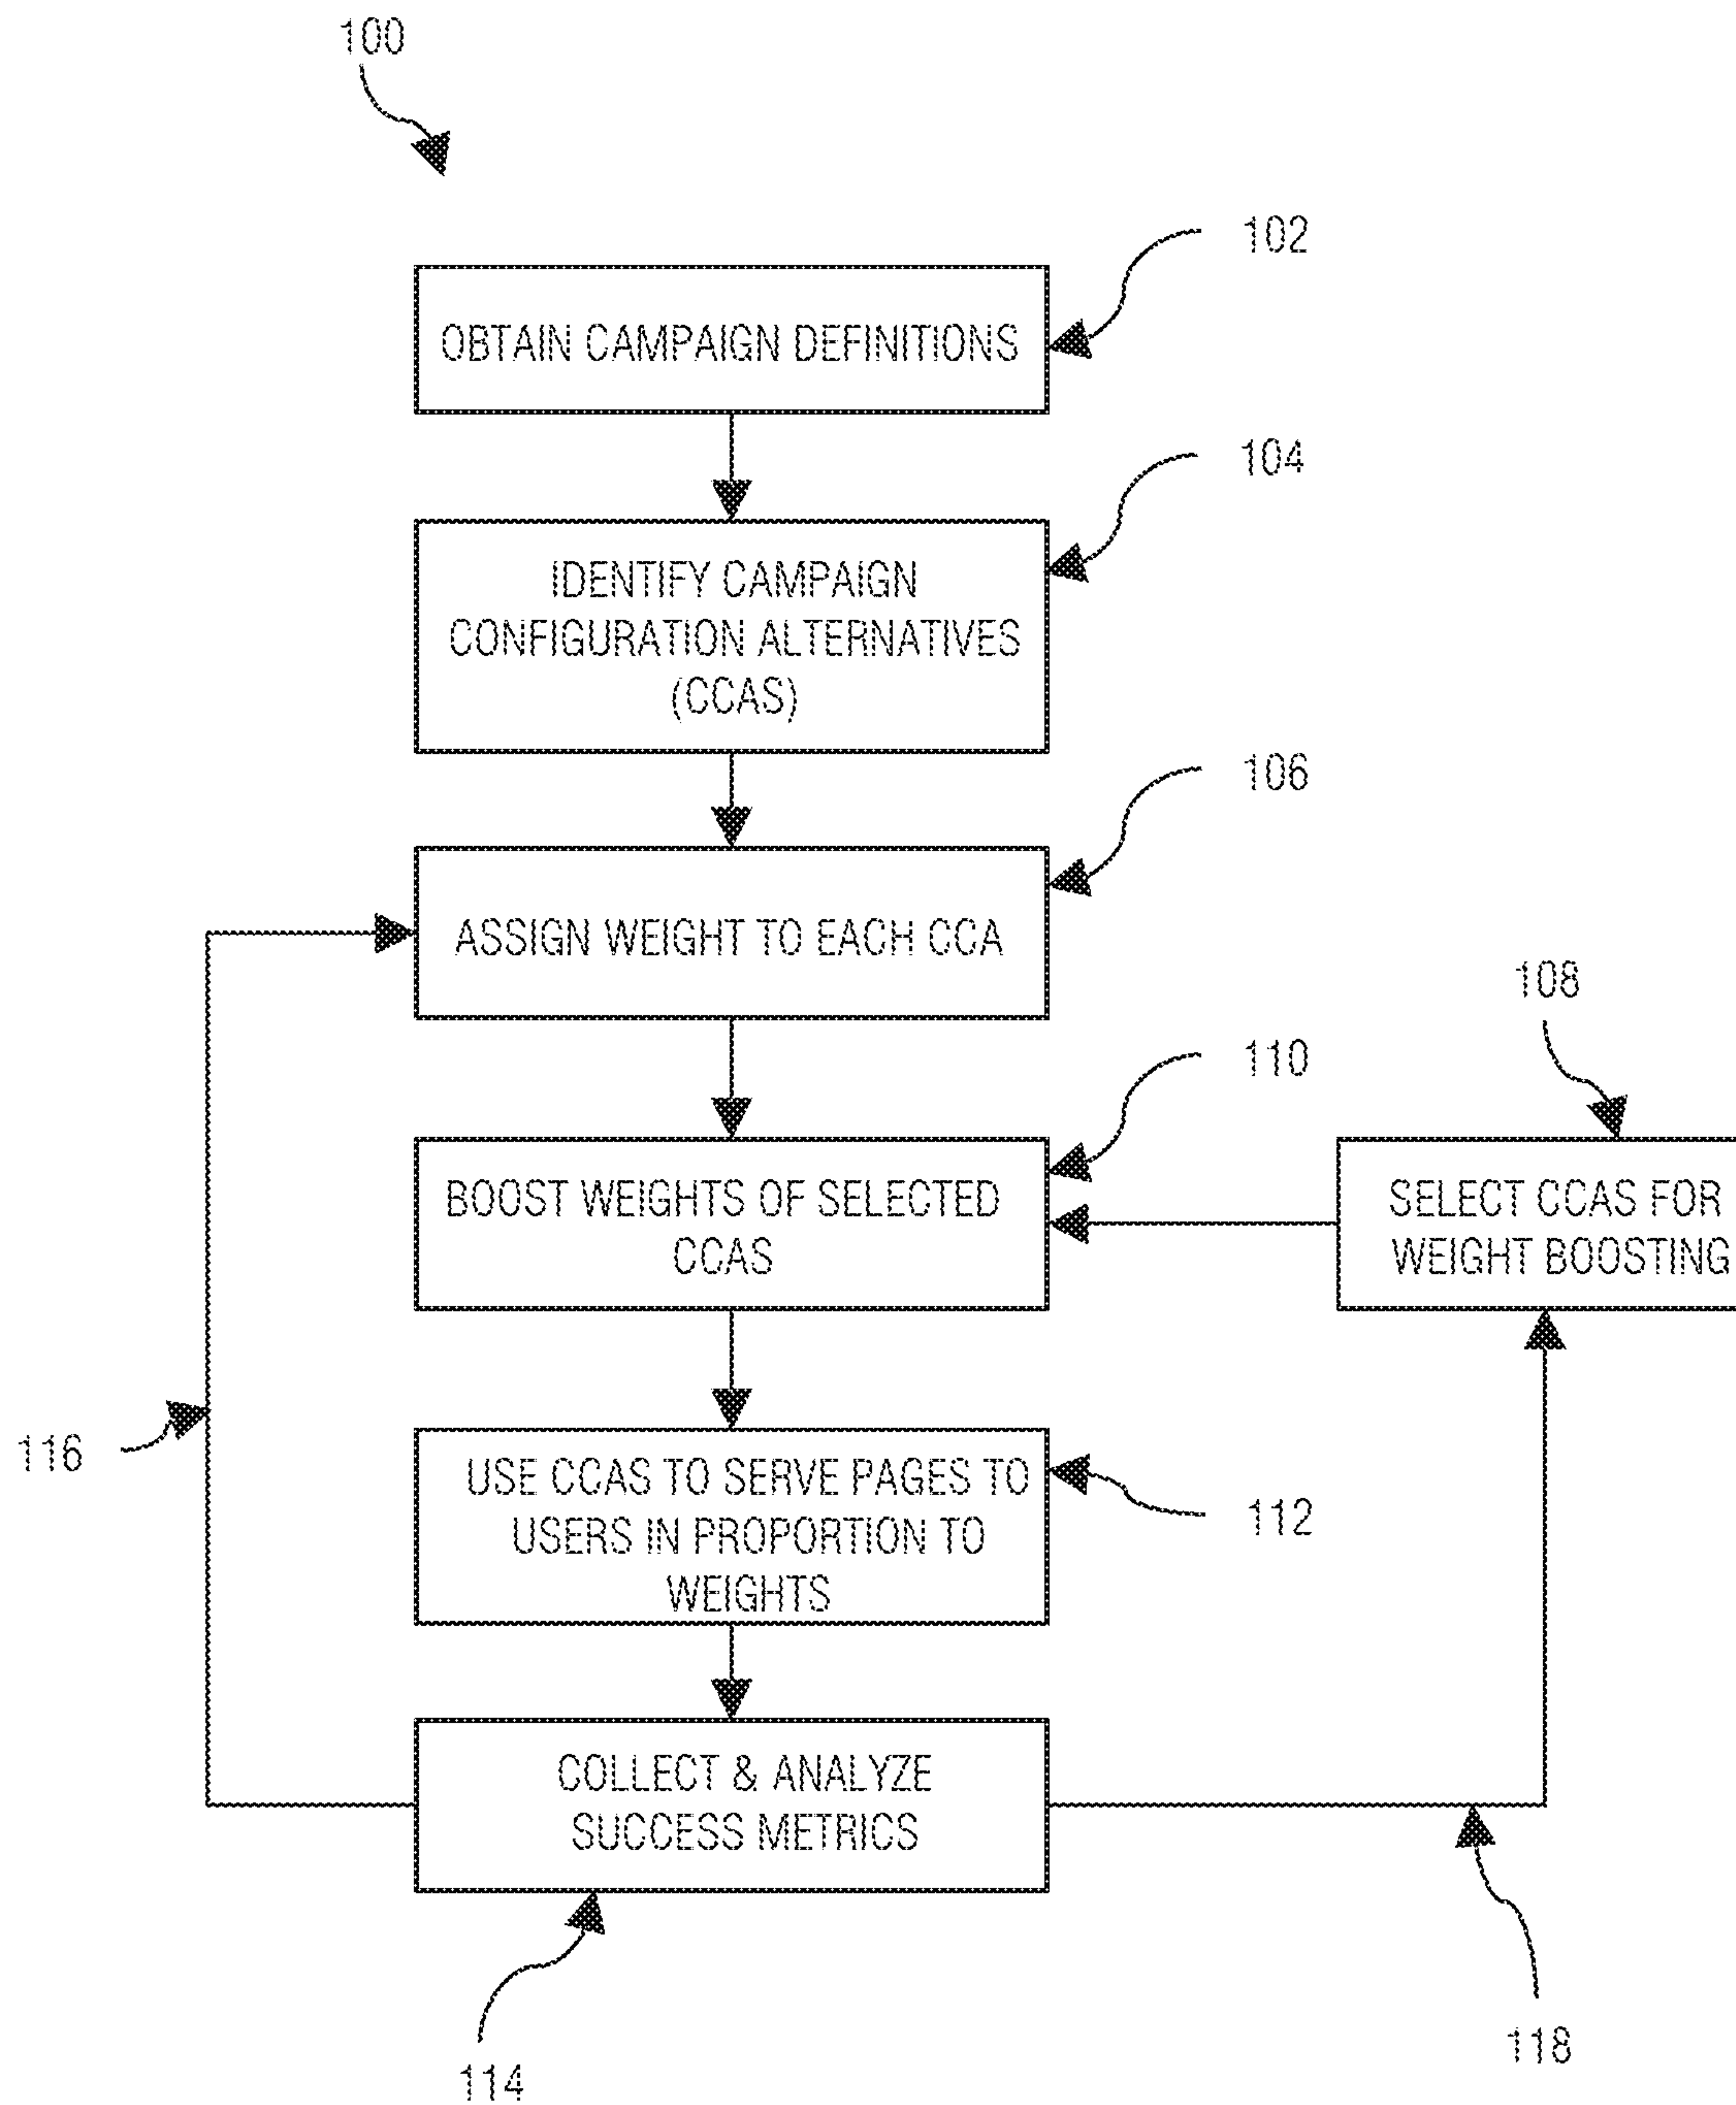 100
102
OBTAIN CAMPAIGN DEFINITIONS
104
IDENTIFY CAMPAIGN
CONFIGURATION ALTERNATIVES
(CCAS)
106
ASSIGN WEIGHT TO EACH CCA
108
110
BOOST WEIGHTS OF SELECTED
CCAS
SELECT CCAS FOR
WEIGHT BOOSTING
116
USE CCAS TO SERVE PAGES TO
USERS IN PROPORTION TO
WEIGHTS
112
COLLECT & ANALYZE
SUCCESS METRICS
114
118